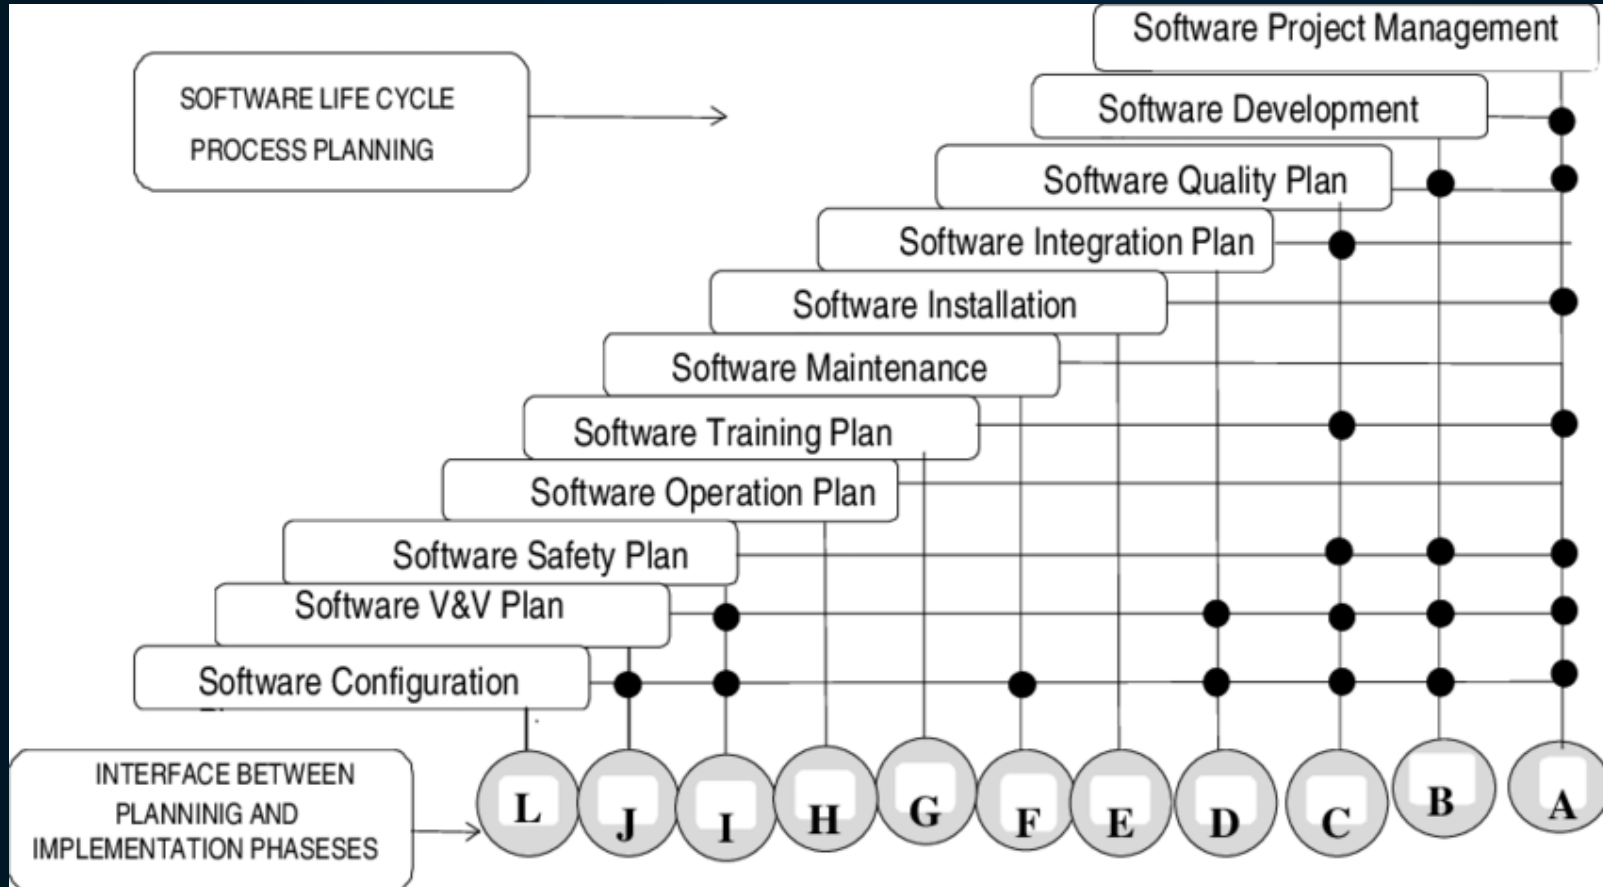 Software Project Management
SOFTWARE LIFE CYCLE
PROCESS PLANNING
Software Development
Software Quality Plan
Software Integration Plan
Software Installation
Software Maintenance
Software Training Plan
Software Operation Plan
Software Safety Plan
Software V&V Plan
Software Configuration
INTERFACE BETWEEN
PLANNINIG AND
IMPLEMENTATION PHASESES
L J I H G F E D C B A